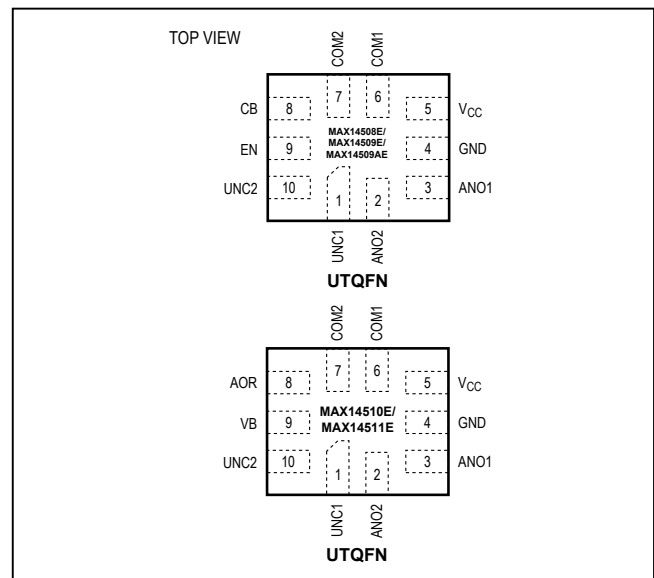 TOP VIEW
COM2
COM1
7
6
CB
8
5
VCC
MAX14508E/
MAX14509E/
MAX14509AE
EN
9
4
GND
UNC2
10
3
ANO1
1
2
UNC1
ANO2
UTQFN
COM2
COM1
7
6
AOR
8
5
VCC
MAX14510E/
MAX14511E
VB
9
4
GND
UNC2
10
3
ANO1
1
2
UNC1
ANO2
UTQFN